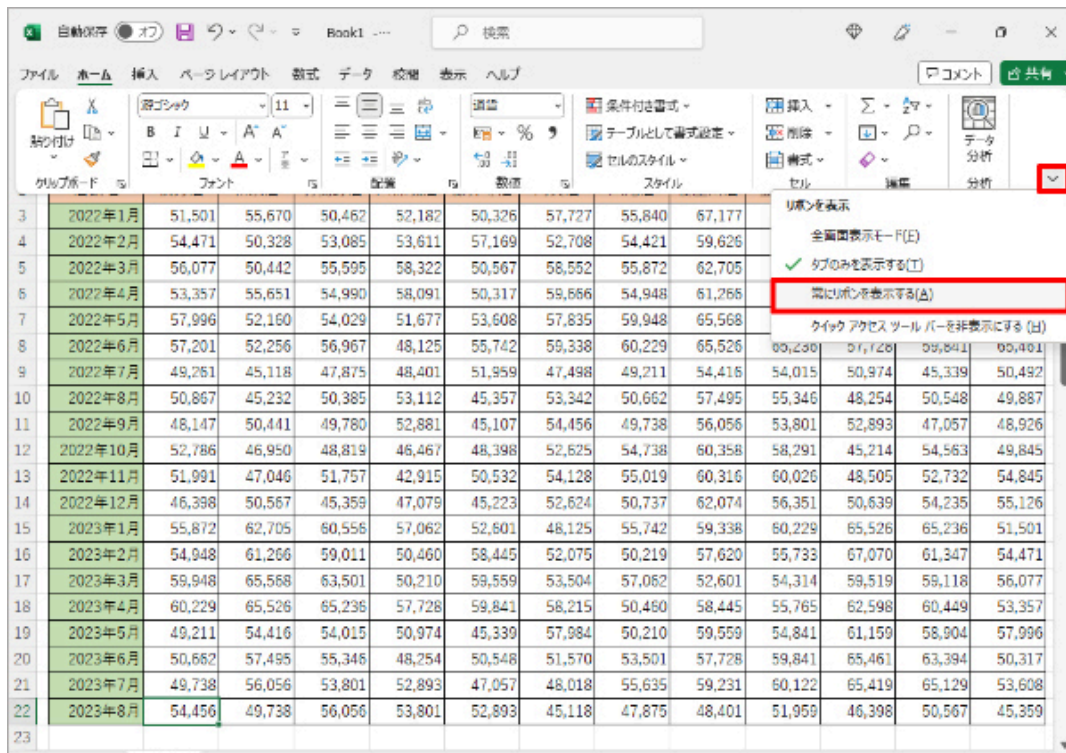 自動保存 オフ Book1 -… 検索
ファイル ホーム 挿入 ページ レイアウト 数式 データ 校閲 表示 ヘルプ コメント 共有
貼り付け 游ゴシック 11 通貨 条件付き書式 挿入 データ分析
B I U A A % テーブルとして書式設定 削除
A セルのスタイル 書式
クリップボード フォント 配置 数値 スタイル セル 編集 分析
リボンを表示
全画面表示モード(F)
タブのみを表示する(T)
常にリボンを表示する(A)
クイック アクセス ツール バーを非表示にする (H)
3 2022年1月 51,501 55,670 50,462 52,182 50,326 57,727 55,840 67,177
4 2022年2月 54,471 50,328 53,085 53,611 57,169 52,708 54,421 59,626
5 2022年3月 56,077 50,442 55,595 58,322 50,567 58,552 55,872 62,705
6 2022年4月 53,357 55,651 54,990 58,091 50,317 59,666 54,948 61,266
7 2022年5月 57,996 52,160 54,029 51,677 53,608 57,835 59,948 65,568
8 2022年6月 57,201 52,256 56,967 48,125 55,742 59,338 60,229 65,526 65,236 57,728 59,841 65,461
9 2022年7月 49,261 45,118 47,875 48,401 51,959 47,498 49,211 54,416 54,015 50,974 45,339 50,492
10 2022年8月 50,867 45,232 50,385 53,112 45,357 53,342 50,662 57,495 55,346 48,254 50,548 49,887
11 2022年9月 48,147 50,441 49,780 52,881 45,107 54,456 49,738 56,056 53,801 52,893 47,057 48,926
12 2022年10月 52,786 46,950 48,819 46,467 48,398 52,625 54,738 60,358 58,291 45,214 54,563 49,845
13 2022年11月 51,991 47,046 51,757 42,915 50,532 54,128 55,019 60,316 60,026 48,505 52,732 54,845
14 2022年12月 46,398 50,567 45,359 47,079 45,223 52,624 50,737 62,074 56,351 50,639 54,235 55,126
15 2023年1月 55,872 62,705 60,556 57,062 52,601 48,125 55,742 59,338 60,229 65,526 65,236 51,501
16 2023年2月 54,948 61,266 59,011 50,460 58,445 52,075 50,219 57,620 55,733 67,070 61,347 54,471
17 2023年3月 59,948 65,568 63,501 50,210 59,559 53,504 57,062 52,601 54,314 59,519 59,118 56,077
18 2023年4月 60,229 65,526 65,236 57,728 59,841 58,215 50,460 58,445 55,765 62,598 60,449 53,357
19 2023年5月 49,211 54,416 54,015 50,974 45,339 57,984 50,210 59,559 54,841 61,159 58,904 57,996
20 2023年6月 50,662 57,495 55,346 48,254 50,548 51,570 53,501 57,728 59,841 65,461 63,394 50,317
21 2023年7月 49,738 56,056 53,801 52,893 47,057 48,018 55,635 59,231 60,122 65,419 65,129 53,608
22 2023年8月 54,456 49,738 56,056 53,801 52,893 45,118 47,875 48,401 51,959 46,398 50,567 45,359
23